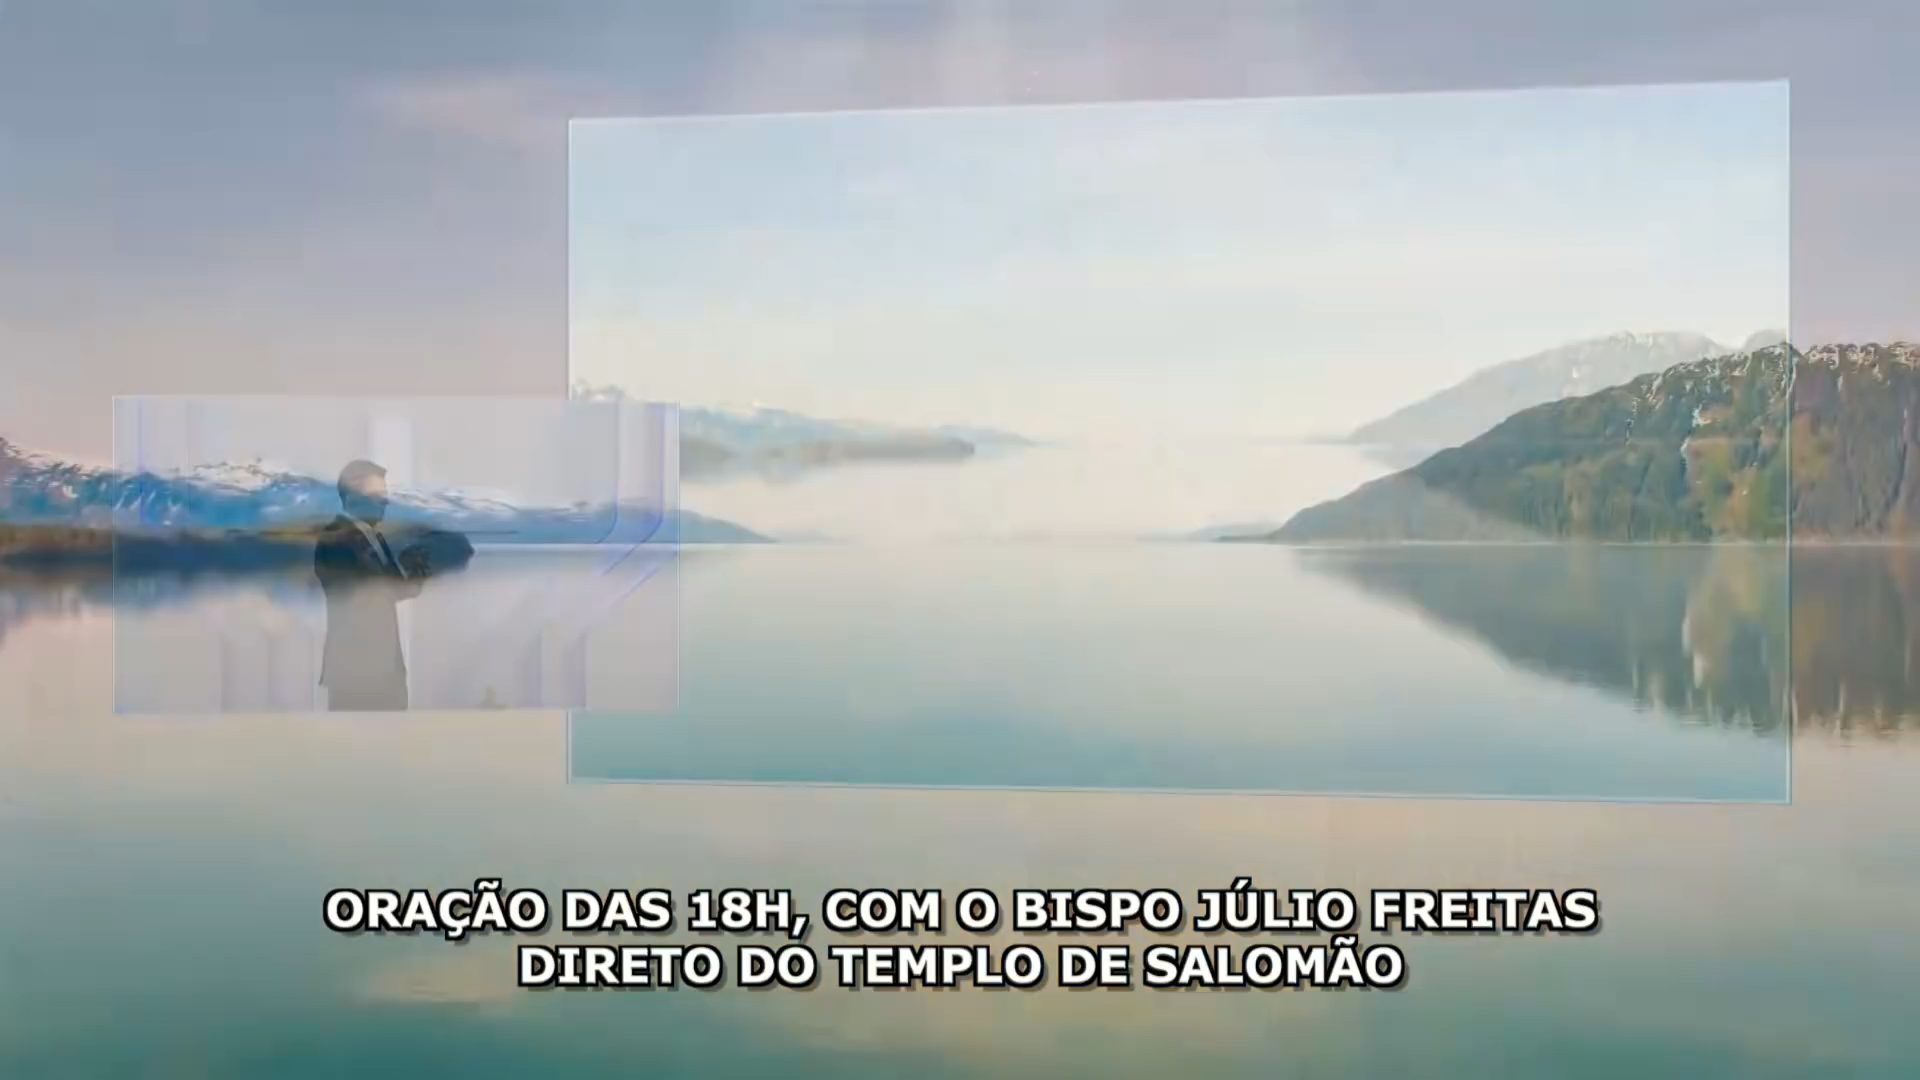 ORAÇÃO DAS 18H, COM O BISPO JÚLIO FREITAS
DIRETO DO TEMPLO DE SALOMÃO